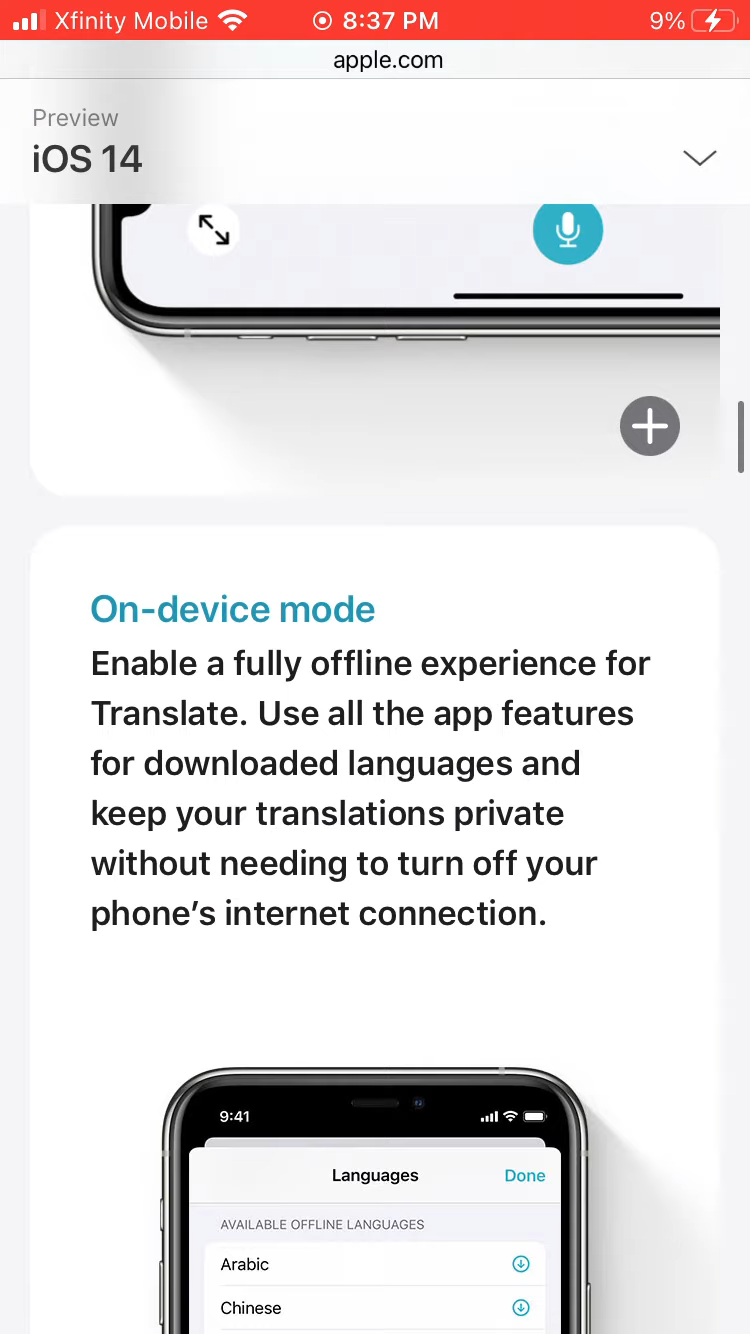 Xfinity Mobile 8:37 PM 9%
apple.com
Preview
iOS 14
On-device mode
Enable a fully offline experience for
Translate. Use all the app features
for downloaded languages and
keep your translations private
without needing to turn off your
phone’s internet connection.
9:41
Languages Done
AVAILABLE OFFLINE LANGUAGES
Arabic
Chinese